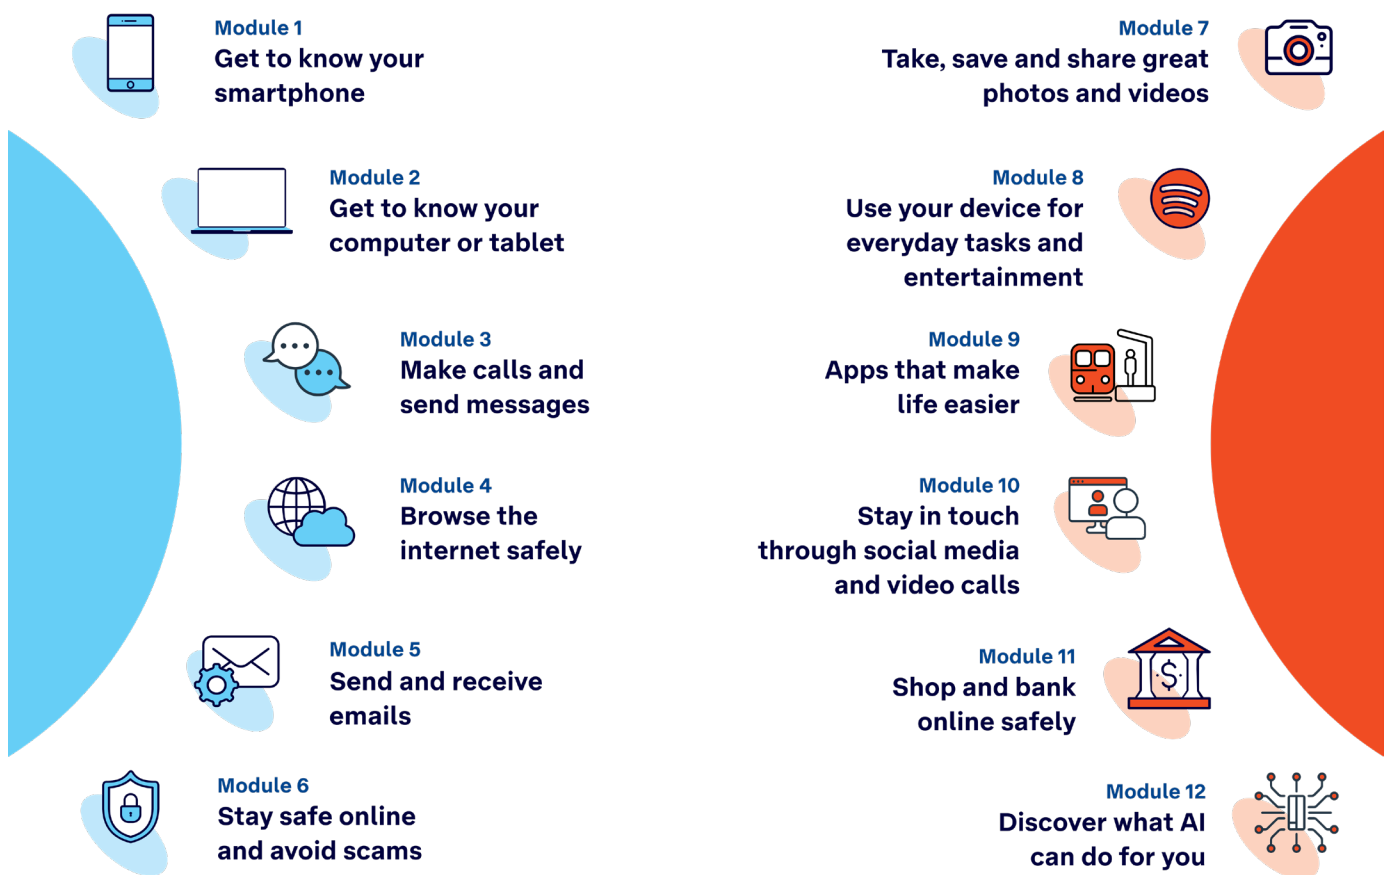 Module 1
Get to know your
smartphone
Module 2
Get to know your
computer or tablet
Module 3
Make calls and
send messages
Module 4
Browse the
internet safely
Module 5
Send and receive
emails
Module 6
Stay safe online
and avoid scams
Module 7
Take, save and share great
photos and videos
Module 8
Use your device for
everyday tasks and
entertainment
Module 9
Apps that make
life easier
Module 10
Stay in touch
through social media
and video calls
Module 11
Shop and bank
online safely
$
Module 12
Discover what AI
can do for you